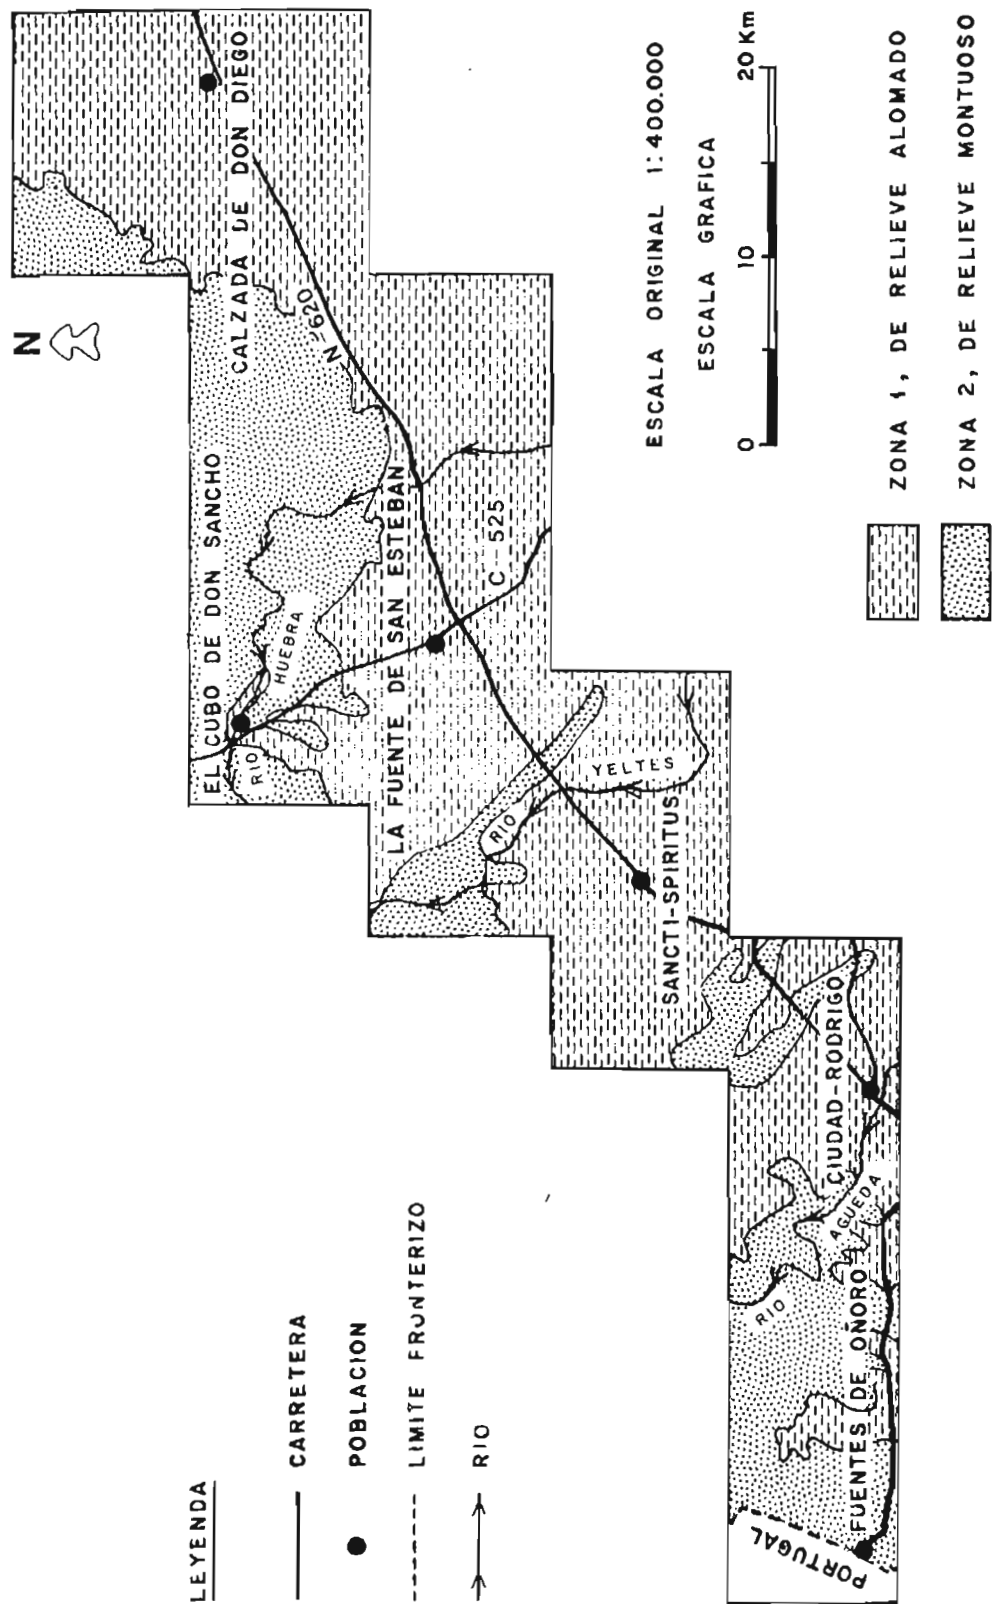 N
CALZADA DE DON DIEGO
N-620
EL CUBO DE DON SANCHO
HUEBRA
RIO
LA FUENTE DE SAN ESTEBAN
C 525
YELTES
RIO
SANCTI-SPIRITUS
CIUDAD-RODRIGO
AGUEDA
RIO
FUENTES DE OÑORO
PORTUGAL
LEYENDA
CARRETERA
POBLACION
LIMITE FRONTERIZO
RIO
ESCALA ORIGINAL 1:400.000
ESCALA GRAFICA
0 10 20 Km
ZONA 1, DE RELIEVE ALOMADO
ZONA 2, DE RELIEVE MONTUOSO